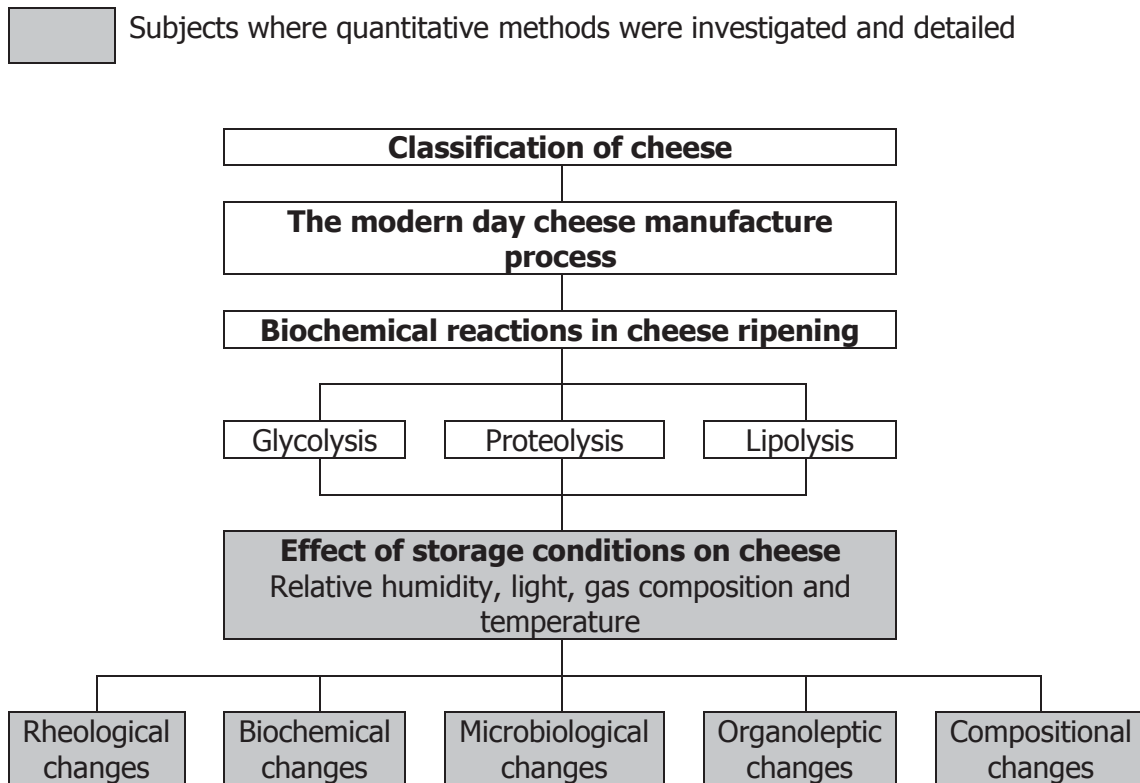 Subjects where quantitative methods were investigated and detailed
Classification of cheese
The modern day cheese manufacture
process
Biochemical reactions in cheese ripening
Glycolysis
Proteolysis
Lipolysis
Effect of storage conditions on cheese
Relative humidity, light, gas composition and
temperature
Rheological
changes
Biochemical
changes
Microbiological
changes
Organoleptic
changes
Compositional
changes